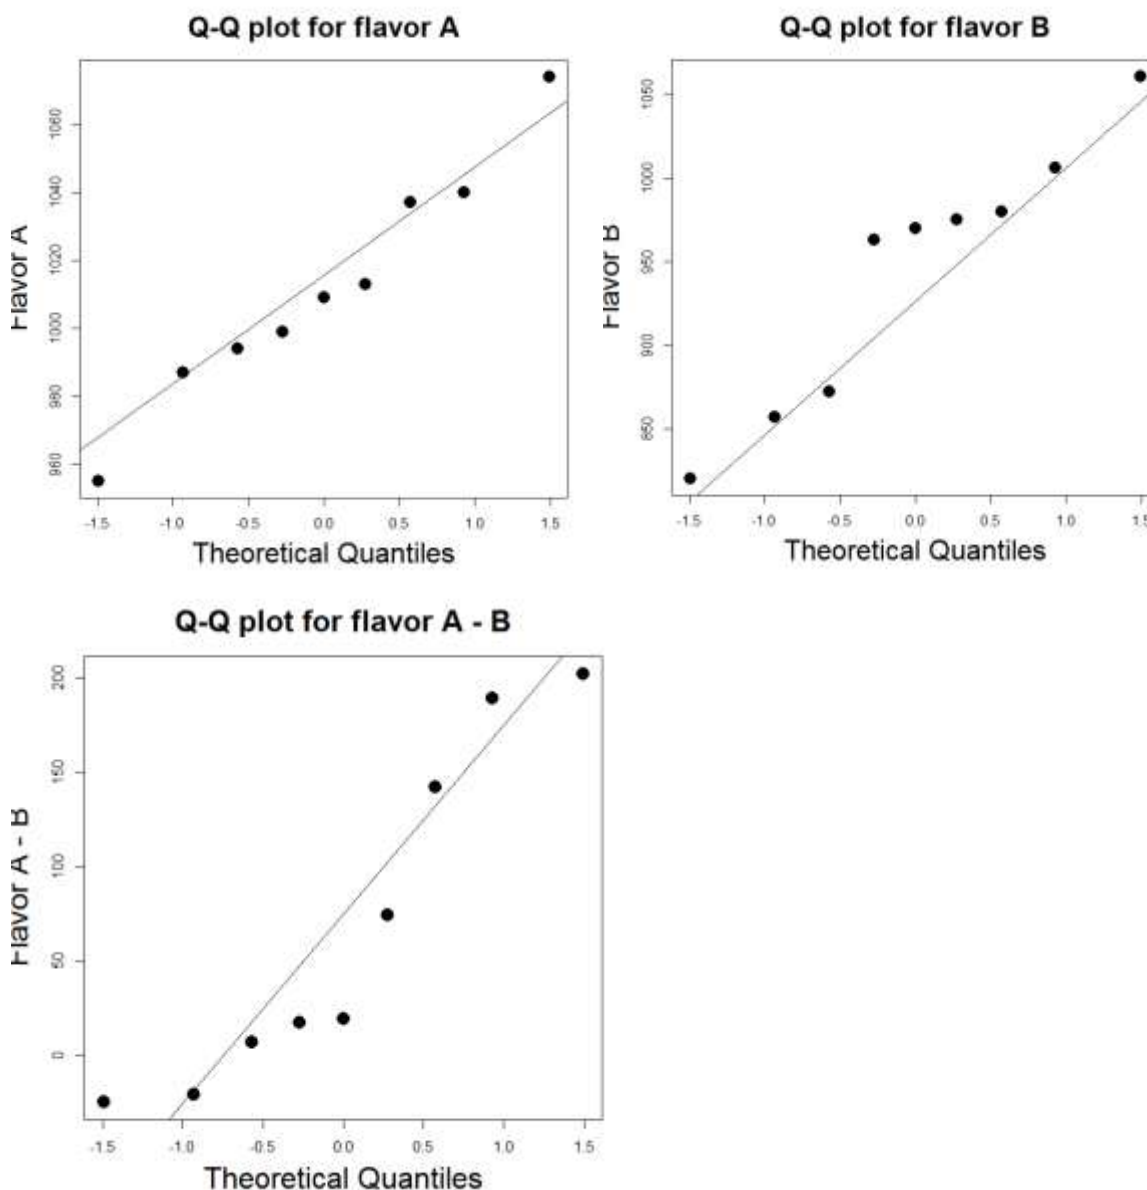 Q-Q plot for flavor A
Flavor A
1060
1040
1020
1000
980
960
-1.5 -1.0 -0.5 0.0 0.5 1.0 1.5
Theoretical Quantiles
Q-Q plot for flavor B
Flavor B
1050
1000
950
900
850
-1.5 -1.0 -0.5 0.0 0.5 1.0 1.5
Theoretical Quantiles
Q-Q plot for flavor A - B
Flavor A - B
200
150
100
50
0
-1.5 -1.0 -0.5 0.0 0.5 1.0 1.5
Theoretical Quantiles